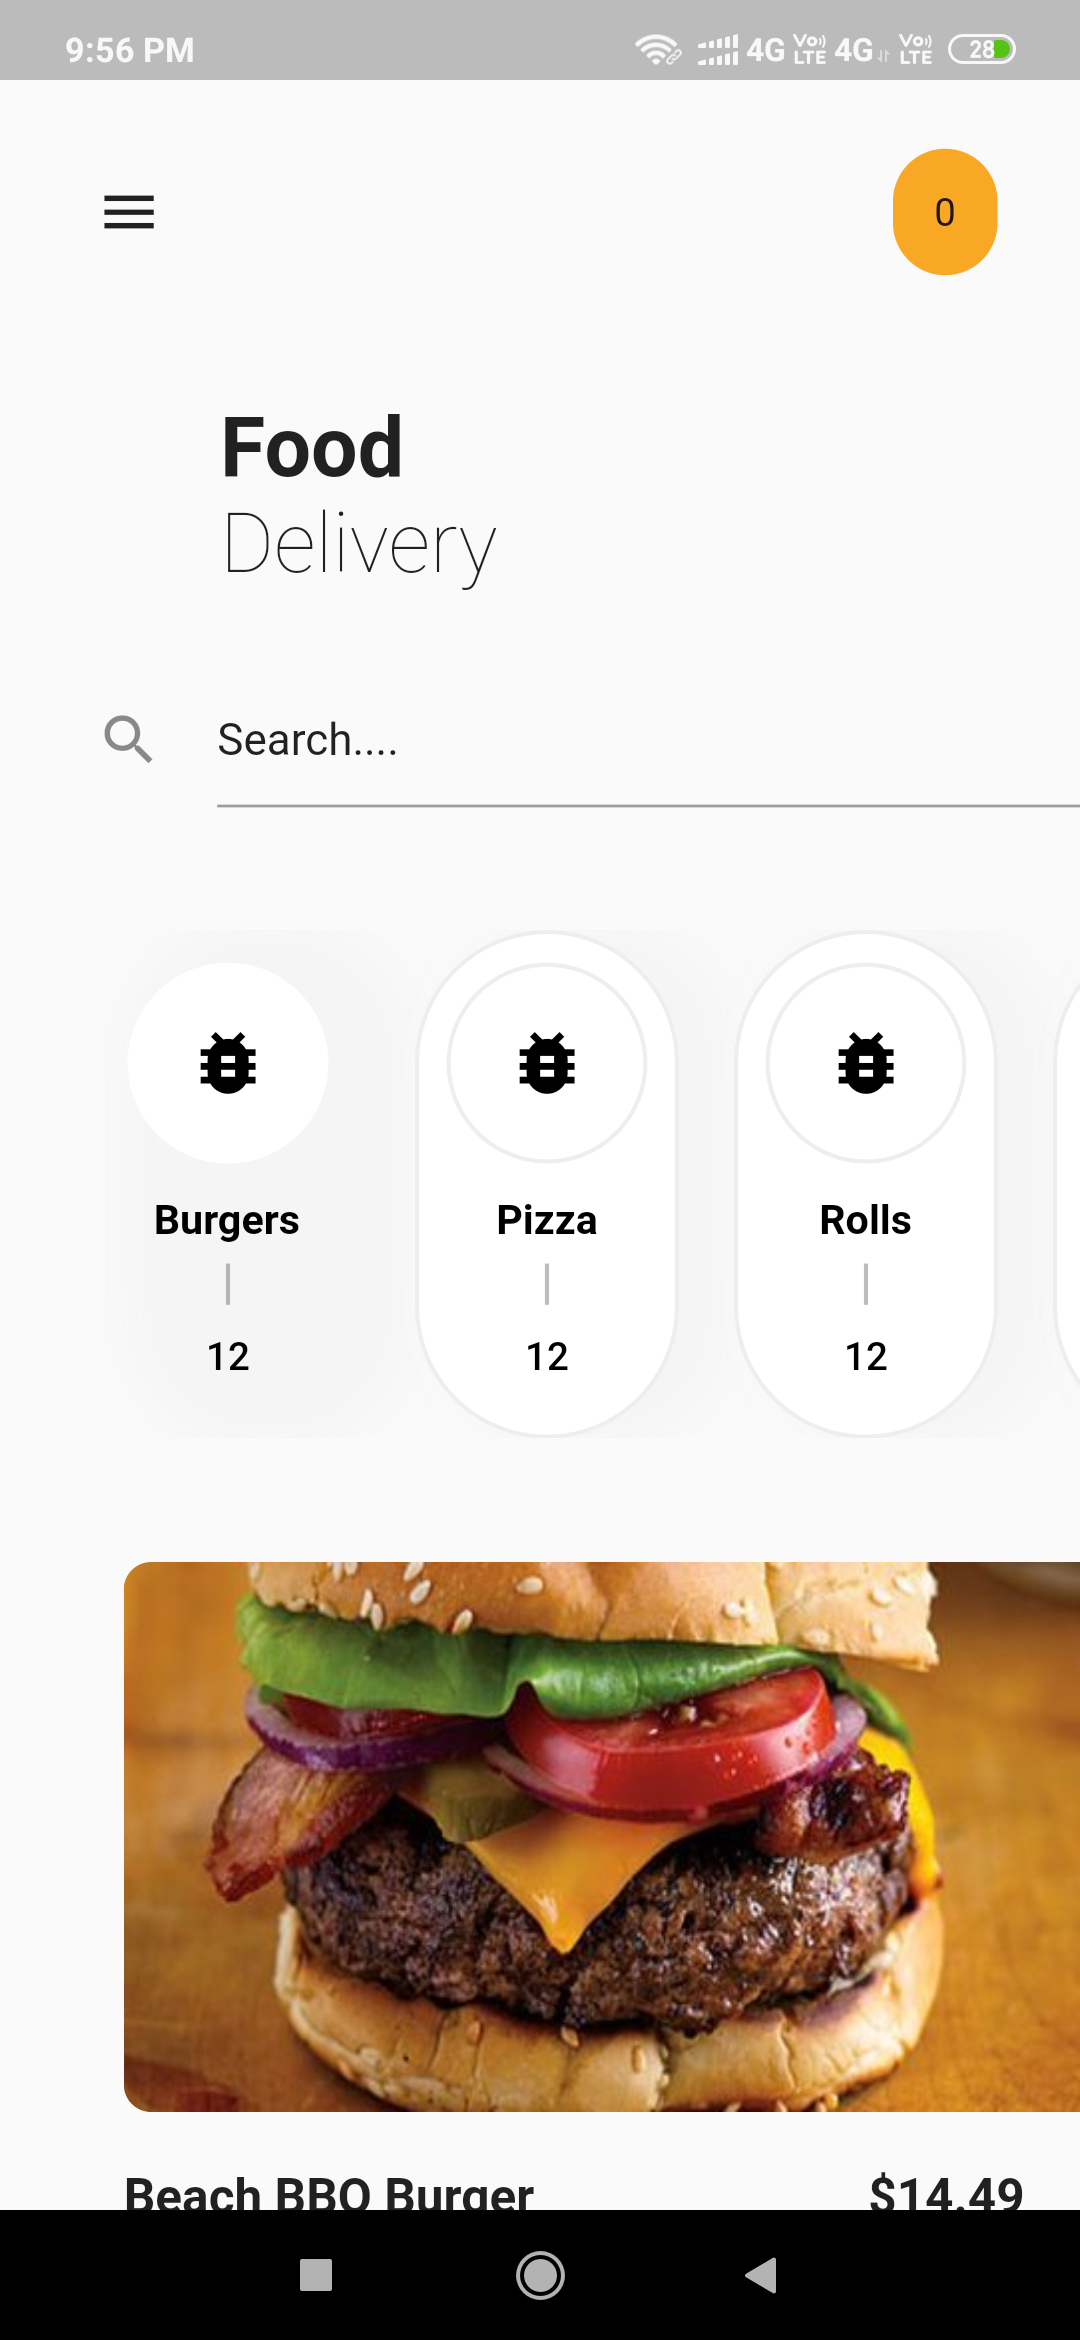 9:56 PM 4G Vo LTE 4G Vo LTE 28
0
Food
Delivery
Search....
Burgers Pizza Rolls
12 12 12
Beach BBQ Burger $14.49